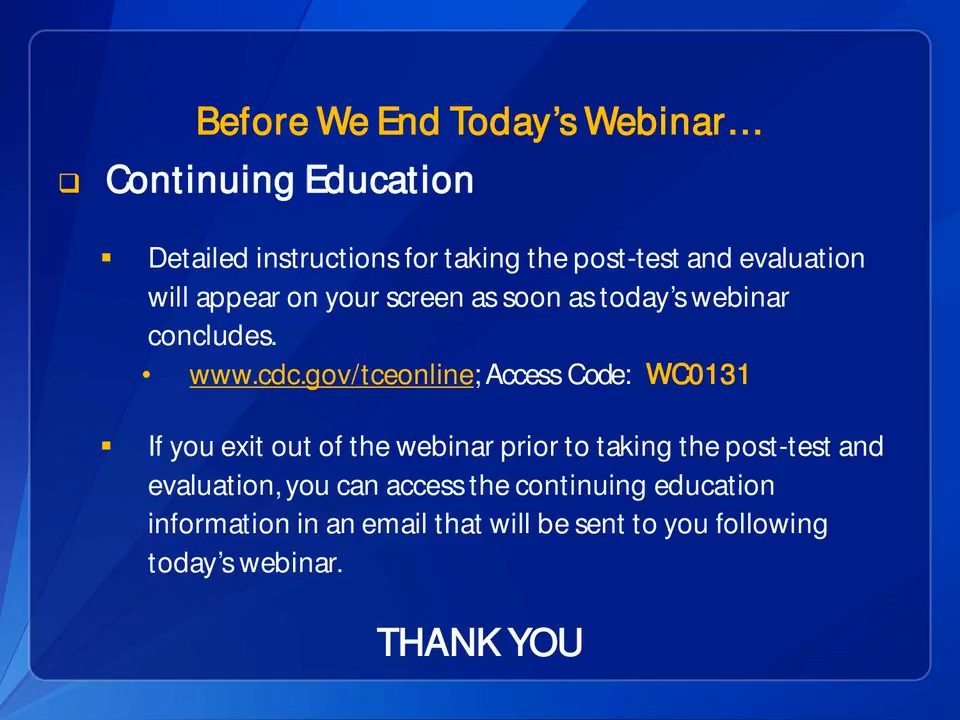 Before We End Today’s Webinar…
Continuing Education
Detailed instructions for taking the post-test and evaluation
will appear on your screen as soon as today’s webinar
concludes.
www.cdc.gov/tceonline; Access Code: WC0131
If you exit out of the webinar prior to taking the post-test and
evaluation, you can access the continuing education
information in an email that will be sent to you following
today’s webinar.
THANK YOU